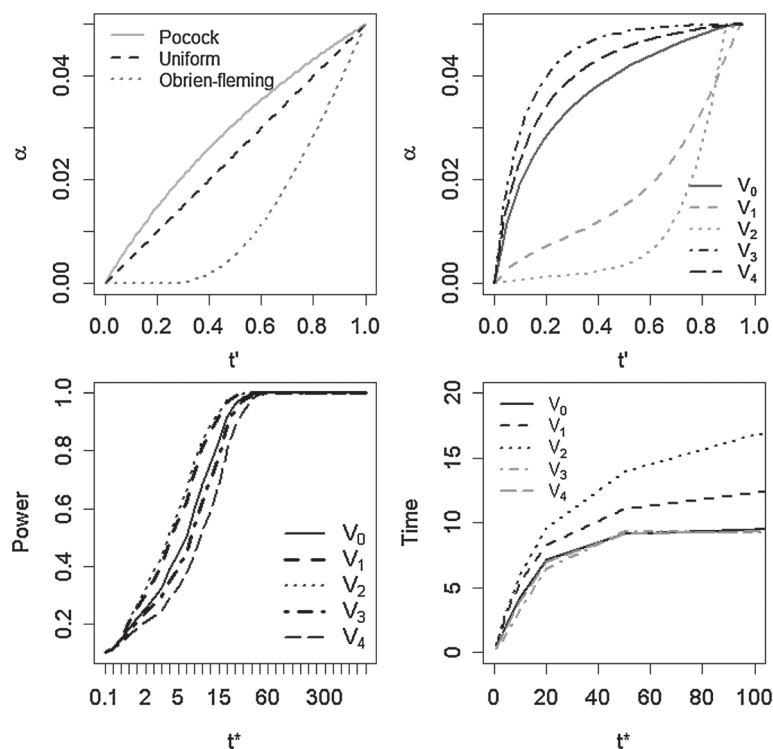 α
0.00 0.02 0.04
Pocock
Uniform
Obrien-fleming
0.0 0.2 0.4 0.6 0.8 1.0
t'
α
0.00 0.02 0.04
V0
V1
V2
V3
V4
0.0 0.2 0.4 0.6 0.8 1.0
t'
Power
0.2 0.4 0.6 0.8 1.0
V0
V1
V2
V3
V4
0.1 2 5 15 60 300
t*
Time
0 5 10 15 20
V0
V1
V2
V3
V4
0 20 40 60 80 100
t*